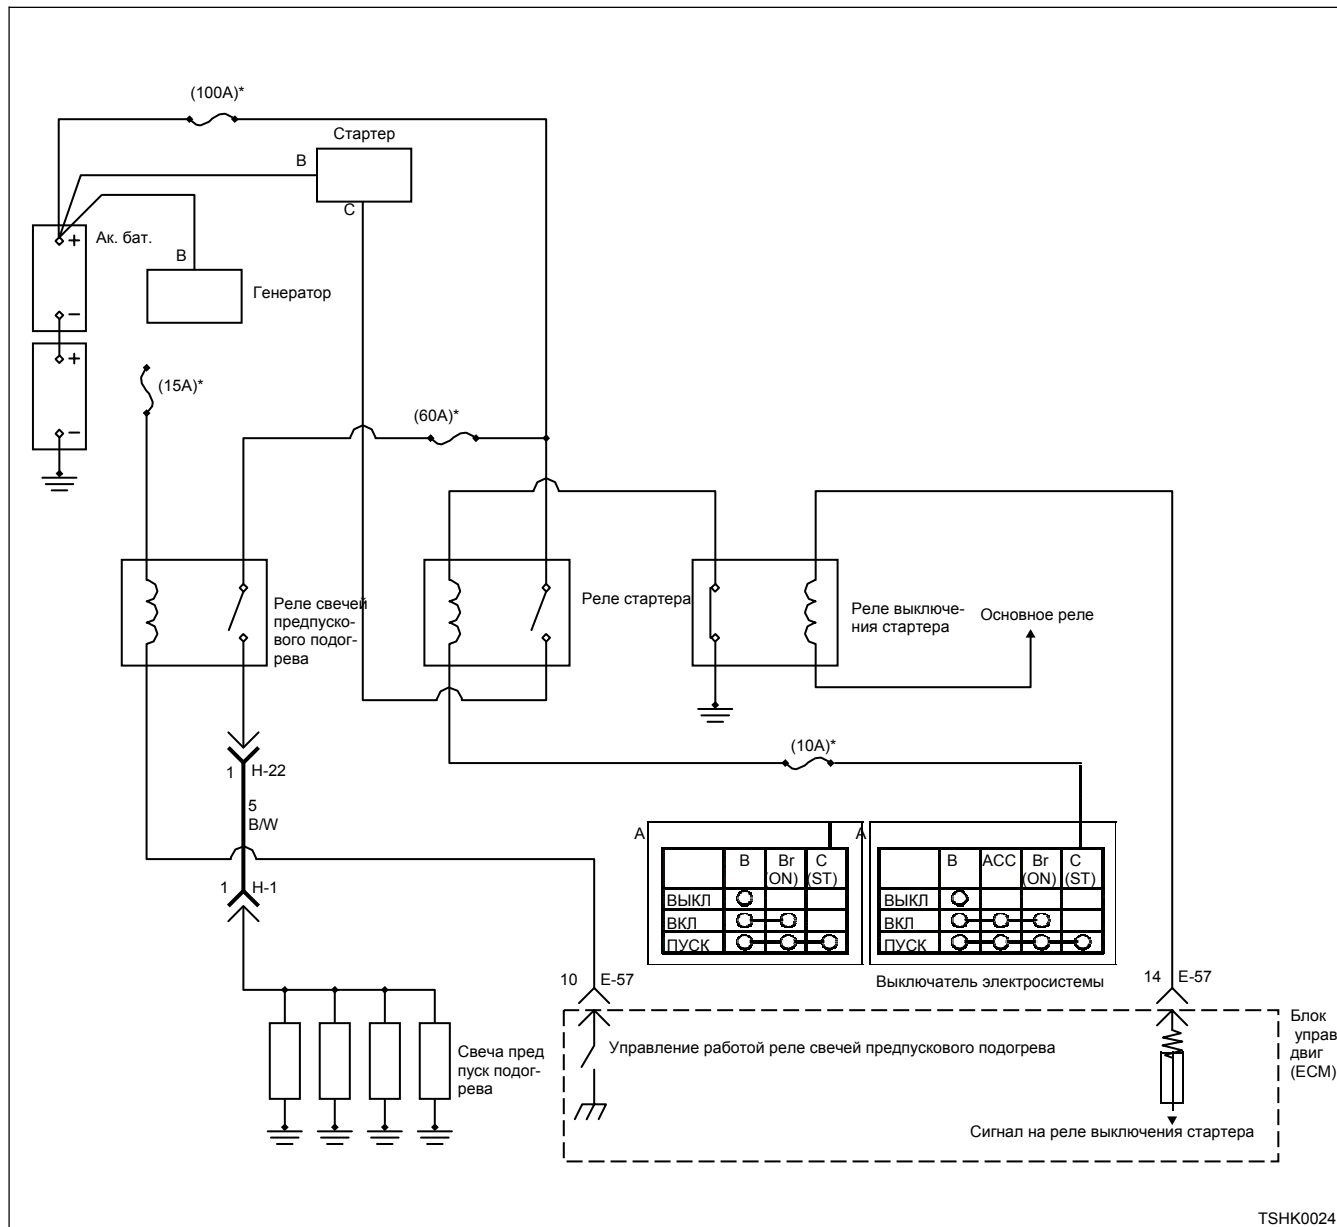 (100A)*
Стартер
B
C
Ак. бат.
+
B
−
Генератор
+
(15A)*
(60A)*
−
Реле свечей
предпуско-
вого подог-
рева
Реле стартера
Реле выключе-
ния стартера
Основное реле
(10A)*
1 H-22
5
B/W
1 H-1
A
B Br (ON) C (ST)
ВЫКЛ
ВКЛ
ПУСК
A
B ACC Br (ON) C (ST)
ВЫКЛ
ВКЛ
ПУСК
Выключатель электросистемы
10 E-57
14 E-57
Блок
управ
двиг
(ECM)
Управление работой реле свечей предпускового подогрева
Свеча пред
пуск подог-
рева
Сигнал на реле выключения стартера
TSHK0024